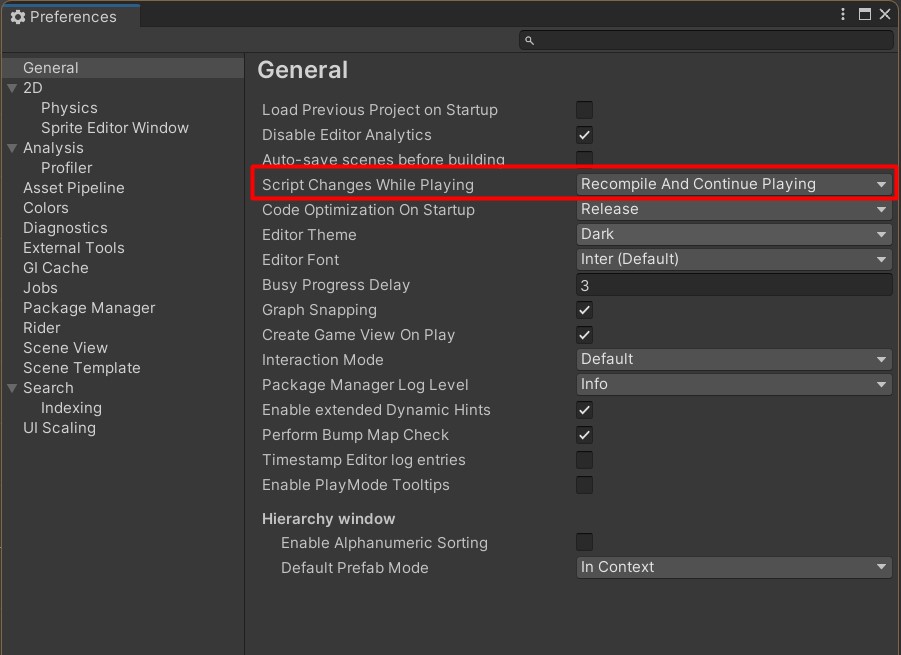 Preferences
General
2D
Physics
Sprite Editor Window
Analysis
Profiler
Asset Pipeline
Colors
Diagnostics
External Tools
GI Cache
Jobs
Package Manager
Rider
Scene View
Scene Template
Search
Indexing
UI Scaling
General
Load Previous Project on Startup
Disable Editor Analytics
Auto-save scenes before building
Script Changes While Playing Recompile And Continue Playing
Code Optimization On Startup Release
Editor Theme Dark
Editor Font Inter (Default)
Busy Progress Delay 3
Graph Snapping
Create Game View On Play
Interaction Mode Default
Package Manager Log Level Info
Enable extended Dynamic Hints
Perform Bump Map Check
Timestamp Editor log entries
Enable PlayMode Tooltips
Hierarchy window
Enable Alphanumeric Sorting
Default Prefab Mode In Context